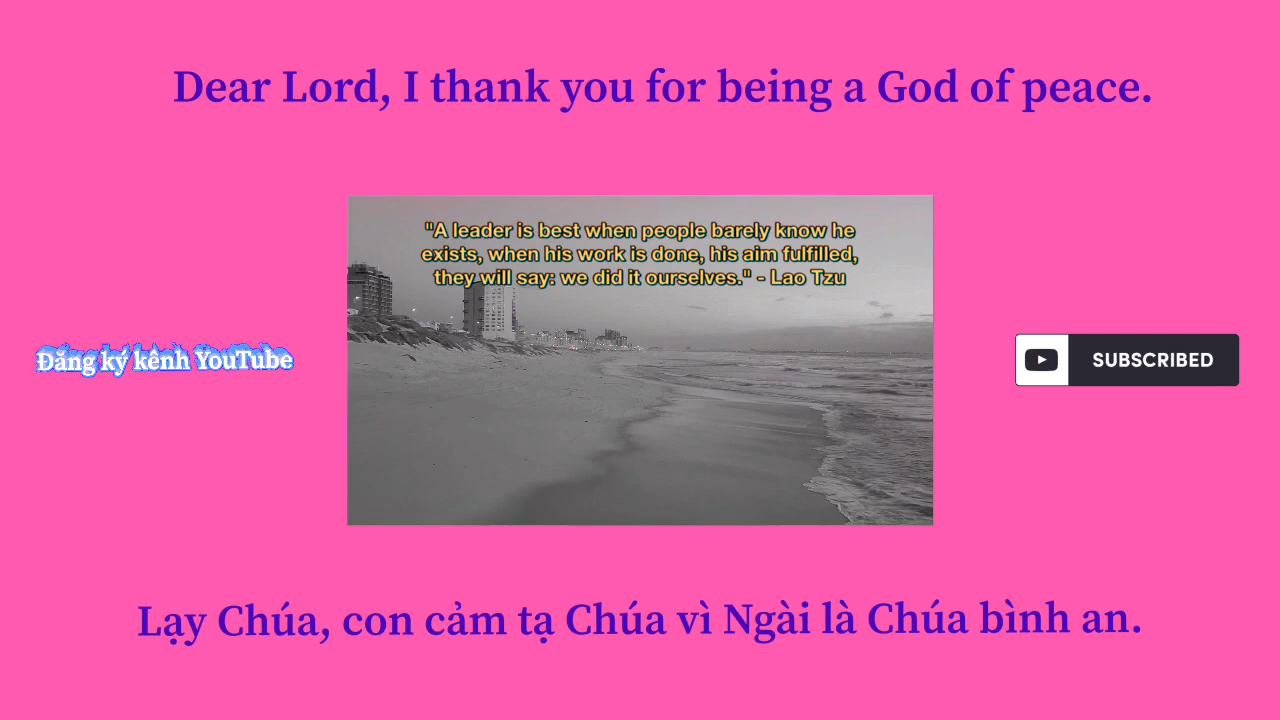 Dear Lord, I thank you for being a God of peace.
"A leader is best when people barely know he
exists, when his work is done, his aim fulfilled,
they will say: we did it ourselves." - Lao Tzu
Đăng ký kênh YouTube
SUBSCRIBED
Lạy Chúa, con cảm tạ Chúa vì Ngài là Chúa bình an.